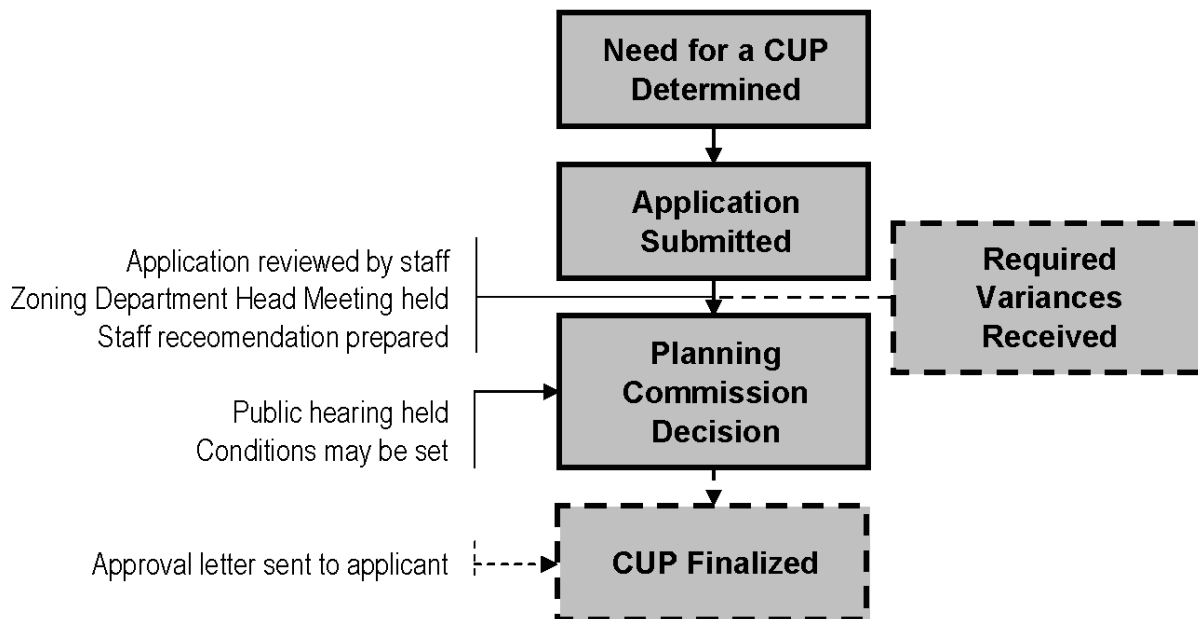 Need for a CUP
Determined
Application
Submitted
Application reviewed by staff
Zoning Department Head Meeting held
Staff receomendation prepared
Required
Variances
Received
Planning
Commission
Decision
Public hearing held
Conditions may be set
Approval letter sent to applicant
CUP Finalized